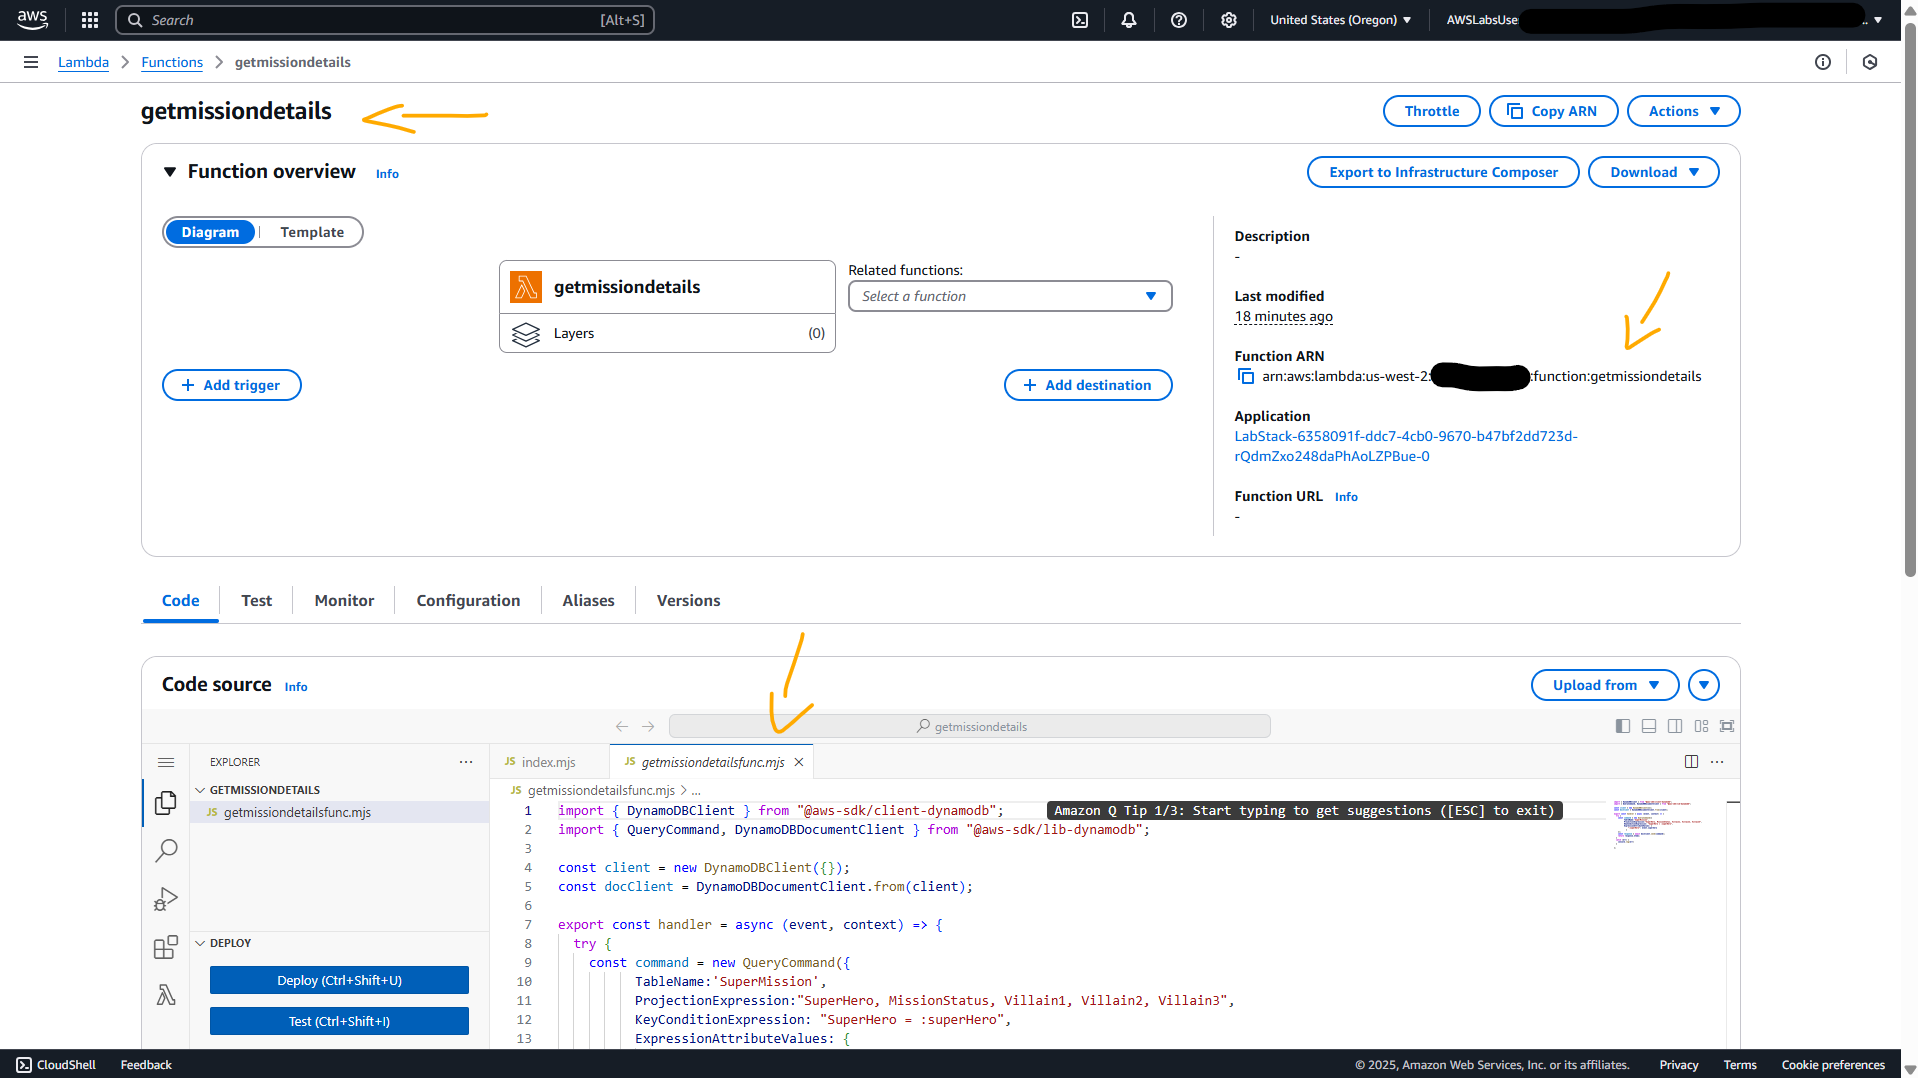 aws
Search [Alt+S]
United States (Oregon)
AWSLabsUse
Lambda
Functions
getmissiondetails
getmissiondetails
Throttle
Copy ARN
Actions
Function overview
Info
Export to Infrastructure Composer
Download
Diagram
Template
getmissiondetails
Layers
(0)
Related functions:
Select a function
Add trigger
Add destination
Description
-
Last modified
18 minutes ago
Function ARN
arn:aws:lambda:us-west-2: :function:getmissiondetails
Application
LabStack-6358091f-ddc7-4cb0-9670-b47bf2dd723d-
rQdmZxo248daPhAoLZPBue-0
Function URL
Info
-
Code
Test
Monitor
Configuration
Aliases
Versions
Code source
Info
Upload from
getmissiondetails
EXPLORER
GETMISSIONDETAILS
JS getmissiondetailsfunc.mjs
DEPLOY
Deploy (Ctrl+Shift+U)
Test (Ctrl+Shift+I)
JS index.mjs
JS getmissiondetailsfunc.mjs
JS getmissiondetailsfunc.mjs > ...
1 import { DynamoDBClient } from "@aws-sdk/client-dynamodb";
Amazon Q Tip 1/3: Start typing to get suggestions ([ESC] to exit)
2 import { QueryCommand, DynamoDBDocumentClient } from "@aws-sdk/lib-dynamodb";
3
4 const client = new DynamoDBClient({});
5 const docClient = DynamoDBDocumentClient.from(client);
6
7 export const handler = async (event, context) => {
8 try {
9 const command = new QueryCommand({
10 TableName:'SuperMission',
11 ProjectionExpression:"SuperHero, MissionStatus, Villain1, Villain2, Villain3",
12 KeyConditionExpression: "SuperHero = :superHero",
13 ExpressionAttributeValues: {
CloudShell
Feedback
© 2025, Amazon Web Services, Inc. or its affiliates.
Privacy
Terms
Cookie preferences